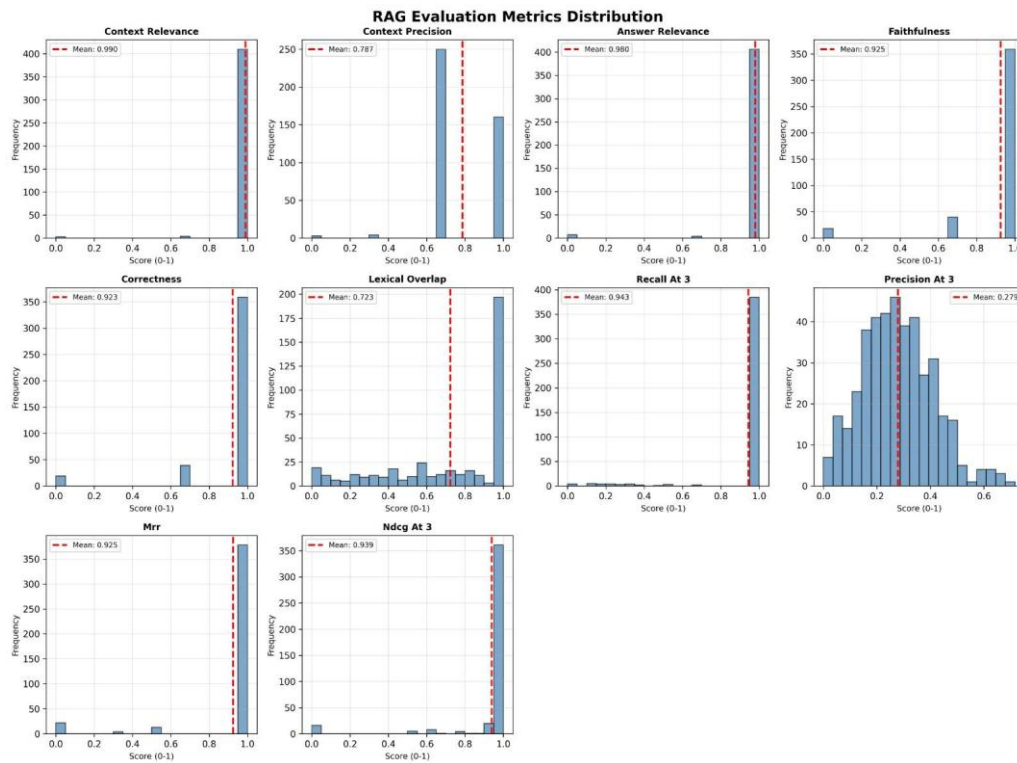 RAG Evaluation Metrics Distribution
Context Relevance
Mean: 0.990
Frequency
400
350
300
250
200
150
100
50
0
0.0 0.2 0.4 0.6 0.8 1.0
Score (0-1)
Context Precision
Mean: 0.787
Frequency
250
200
150
100
50
0
0.0 0.2 0.4 0.6 0.8 1.0
Score (0-1)
Answer Relevance
Mean: 0.980
Frequency
400
350
300
250
200
150
100
50
0
0.0 0.2 0.4 0.6 0.8 1.0
Score (0-1)
Faithfulness
Mean: 0.925
Frequency
350
300
250
200
150
100
50
0
0.0 0.2 0.4 0.6 0.8 1.0
Score (0-1)
Correctness
Mean: 0.923
Frequency
350
300
250
200
150
100
50
0
0.0 0.2 0.4 0.6 0.8 1.0
Score (0-1)
Lexical Overlap
Mean: 0.723
Frequency
200
175
150
125
100
75
50
25
0
0.0 0.2 0.4 0.6 0.8 1.0
Score (0-1)
Recall At 3
Mean: 0.943
Frequency
400
350
300
250
200
150
100
50
0
0.0 0.2 0.4 0.6 0.8 1.0
Score (0-1)
Precision At 3
Mean: 0.279
Frequency
40
30
20
10
0
0.0 0.2 0.4 0.6
Score (0-1)
Mrr
Mean: 0.925
Frequency
350
300
250
200
150
100
50
0
0.0 0.2 0.4 0.6 0.8 1.0
Score (0-1)
Ndcg At 3
Mean: 0.939
Frequency
350
300
250
200
150
100
50
0
0.0 0.2 0.4 0.6 0.8 1.0
Score (0-1)